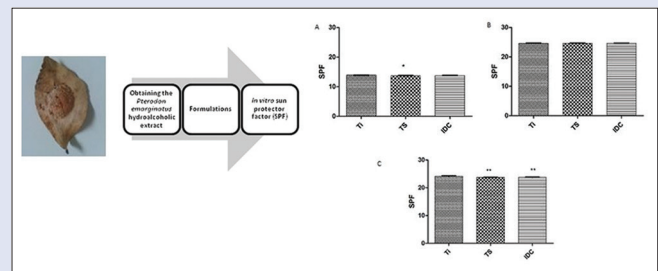 Obtaining the
Pterodon
emarginatus
hydroalcoholic
extract
Formulations
In vitro sun
protector
factor (SPF)
A
30
20
10
0
SPF
*
Ti
TS
IDC
B
30
20
10
0
SPF
Ti
TS
IDC
C
30
20
10
0
SPF
**
**
Ti
TS
IDC